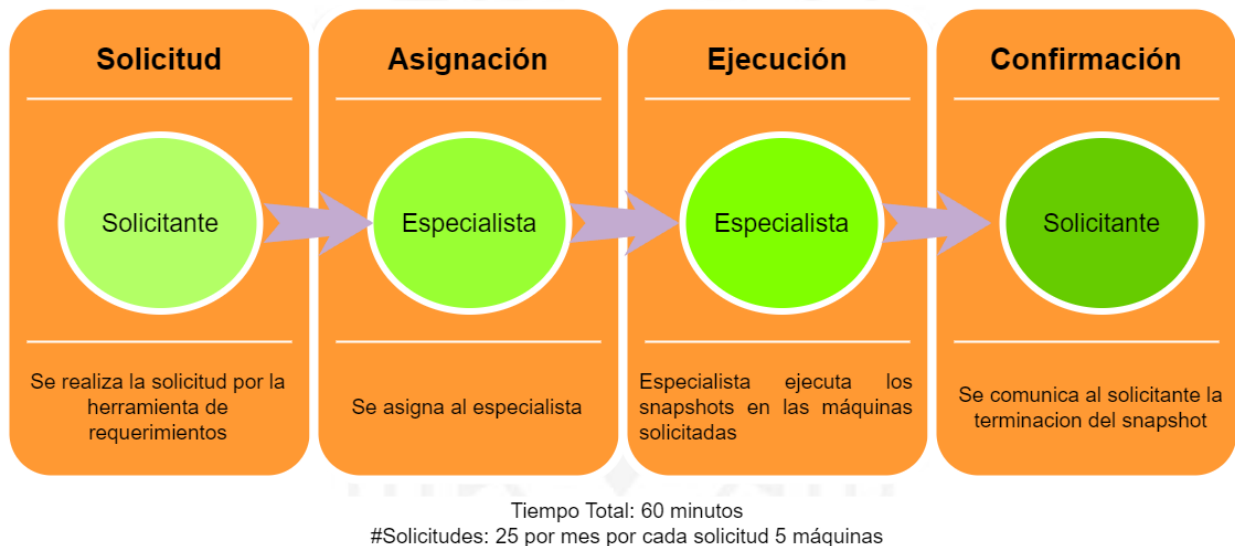 Solicitud
Asignación
Ejecución
Confirmación
Solicitante
Especialista
Especialista
Solicitante
Se realiza la solicitud por la
herramienta de
requerimientos
Se asigna al especialista
Especialista ejecuta los
snapshots en las máquinas
solicitadas
Se comunica al solicitante la
terminacion del snapshot
Tiempo Total: 60 minutos
#Solicitudes: 25 por mes por cada solicitud 5 máquinas